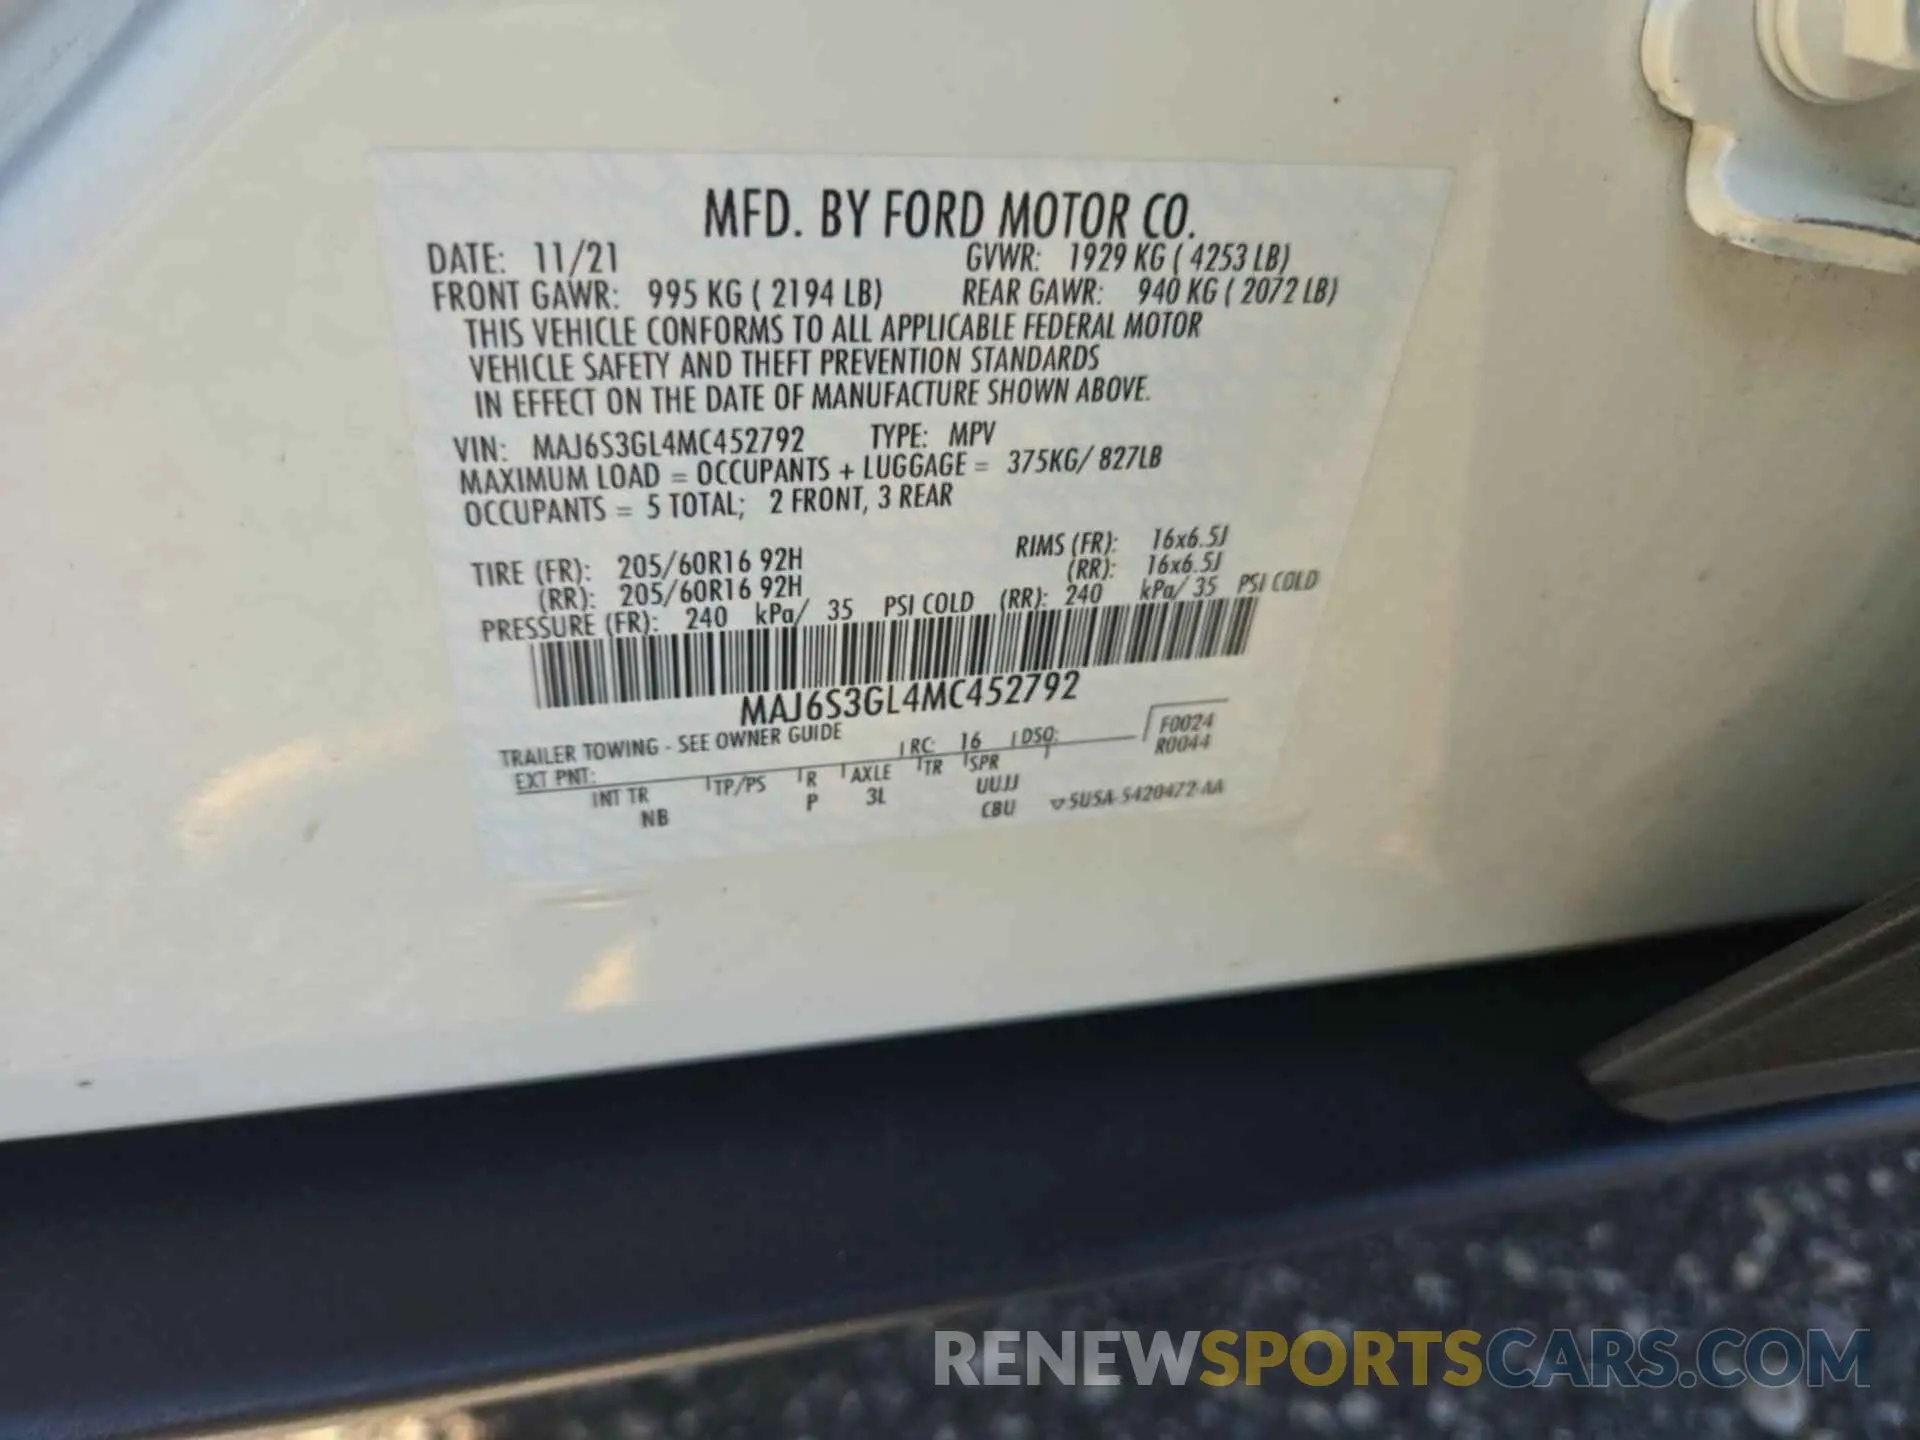 MFD. BY FORD MOTOR CO.
DATE: 11/21 GVWR: 1929 KG ( 4253 LB)
FRONT GAWR: 995 KG ( 2194 LB) REAR GAWR: 940 KG ( 2072 LB)
THIS VEHICLE CONFORMS TO ALL APPLICABLE FEDERAL MOTOR
VEHICLE SAFETY AND THEFT PREVENTION STANDARDS
IN EFFECT ON THE DATE OF MANUFACTURE SHOWN ABOVE.
VIN: MAJ6S3GL4MC452792 TYPE: MPV
MAXIMUM LOAD = OCCUPANTS + LUGGAGE = 375KG/ 827LB
OCCUPANTS = 5 TOTAL; 2 FRONT, 3 REAR
TIRE (FR): 205/60R16 92H RIMS (FR): 16x6.5J
(RR): 205/60R16 92H (RR): 16x6.5J
PRESSURE (FR): 240 kPa/ 35 PSI COLD (RR): 240 kPa/ 35 PSI COLD
MAJ6S3GL4MC452792
TRAILER TOWING - SEE OWNER GUIDE
EXT PNT: RC: 16 DSO: F0024
R0044
INT TR TP/PS R AXLE TR SPR
NB P 3L UUJJ
CBU 5U5A-S420472-AA
RENEWSPORTSCARS.COM